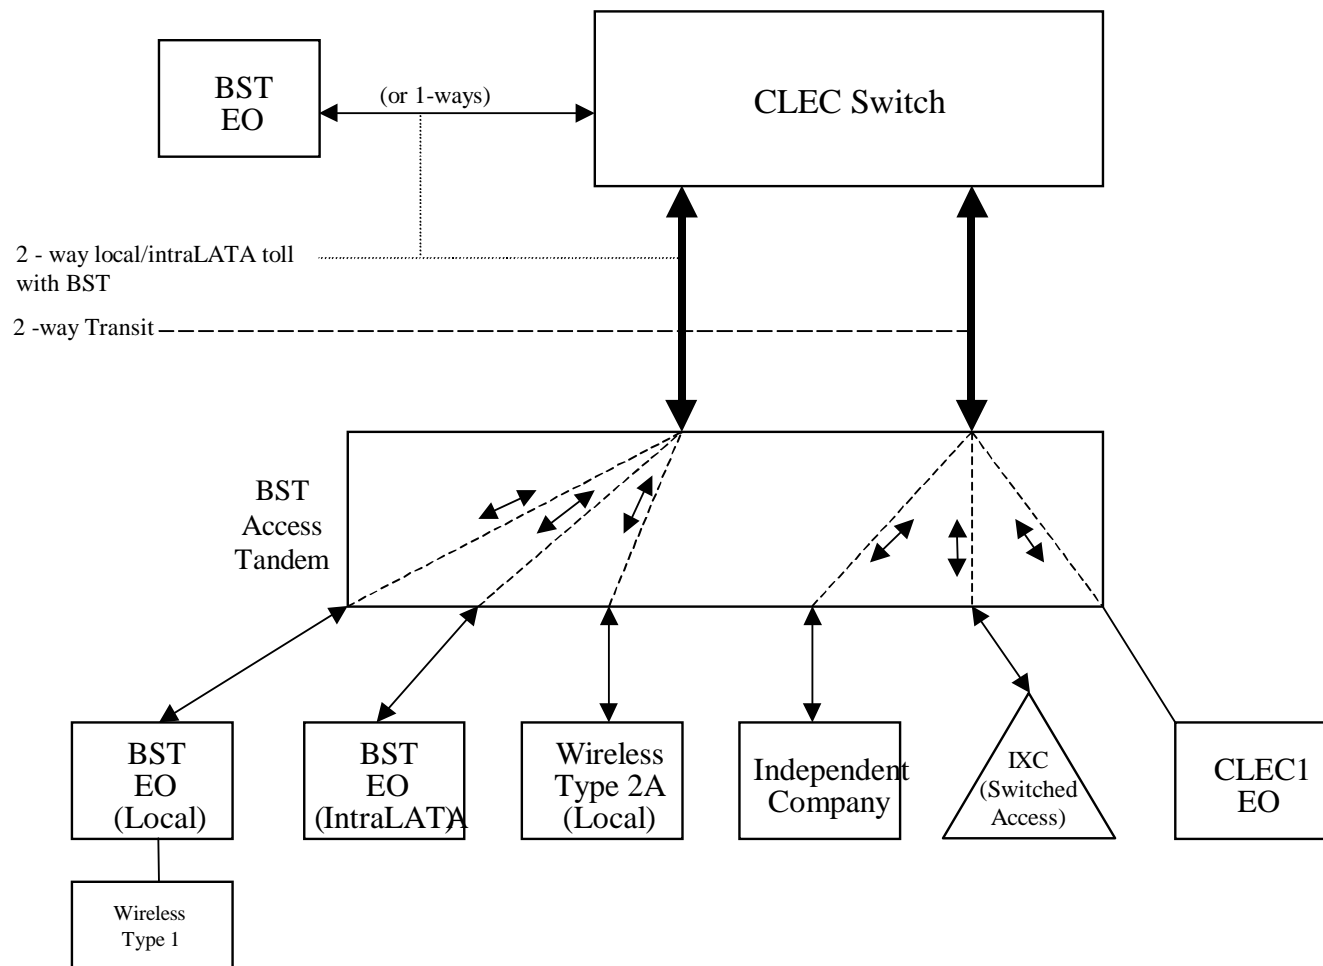 BST
EO
(or 1-ways)
CLEC Switch
2 - way local/intraLATA toll
with BST
2 -way Transit
BST
Access
Tandem
BST
EO
(Local)
BST
EO
(IntraLATA)
Wireless
Type 2A
(Local)
Independent
Company
IXC
(Switched
Access)
CLEC1
EO
Wireless
Type 1